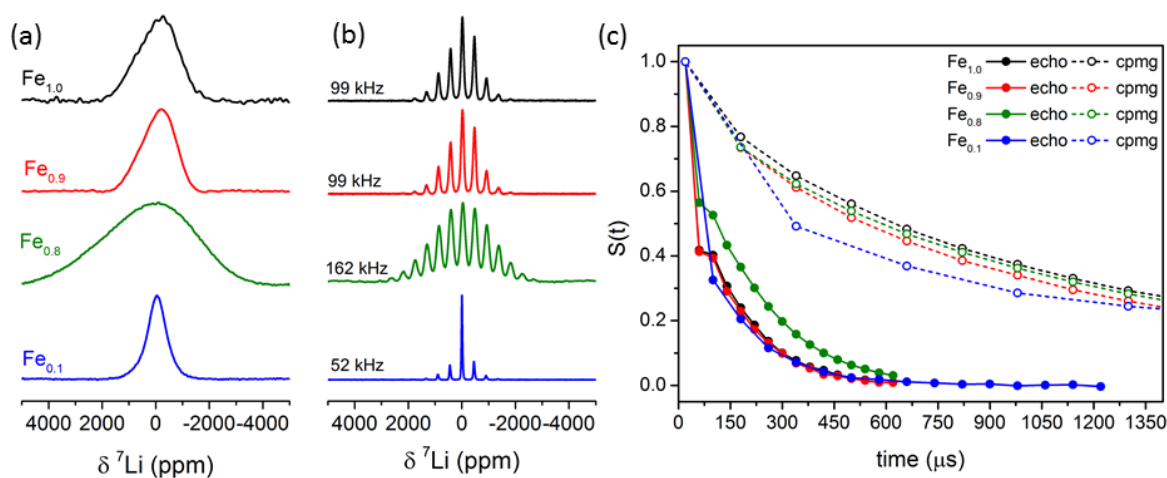 (a)
Fe1.0
Fe0.9
Fe0.8
Fe0.1
5000 2000 0 -2000 -4000
δ 7Li (ppm)
(b)
99 kHz
99 kHz
162 kHz
52 kHz
5000 2000 0 -2000 -4000
δ 7Li (ppm)
(c)
Fe1.0 echo cpmg
Fe0.9 echo cpmg
Fe0.8 echo cpmg
Fe0.1 echo cpmg
S(t)
1.0
0.8
0.6
0.4
0.2
0.0
0 150 300 450 600 750 900 1050 1200 1350
time (μs)